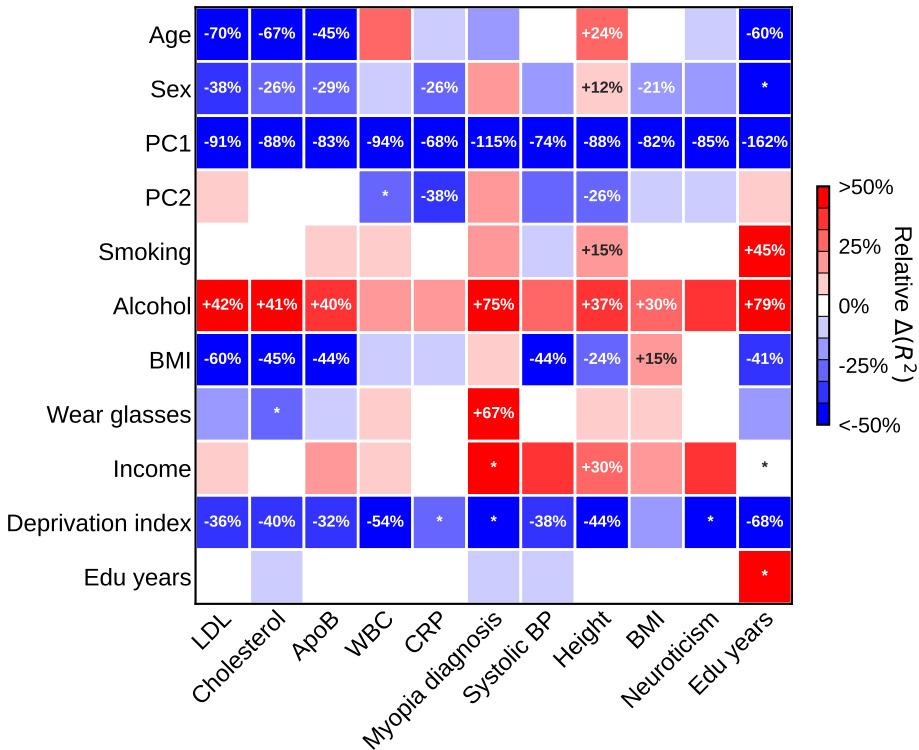 Age -70% -67% -45% +24% -60%
Sex -38% -26% -29% -26% +12% -21% *
PC1 -91% -88% -83% -94% -68% -115% -74% -88% -82% -85% -162%
PC2 * -38% -26%
Smoking +15% +45%
Alcohol +42% +41% +40% +75% +37% +30% +79%
BMI -60% -45% -44% -44% -24% +15% -41%
Wear glasses * +67%
Income * +30% *
Deprivation index -36% -40% -32% -54% * * -38% -44% * -68%
Edu years *
LDL
Cholesterol
ApoB
WBC
CRP
Myopia diagnosis
Systolic BP
Height
BMI
Neuroticism
Edu years
>50%
25%
0%
-25%
<-50%
Relative Δ(R²)